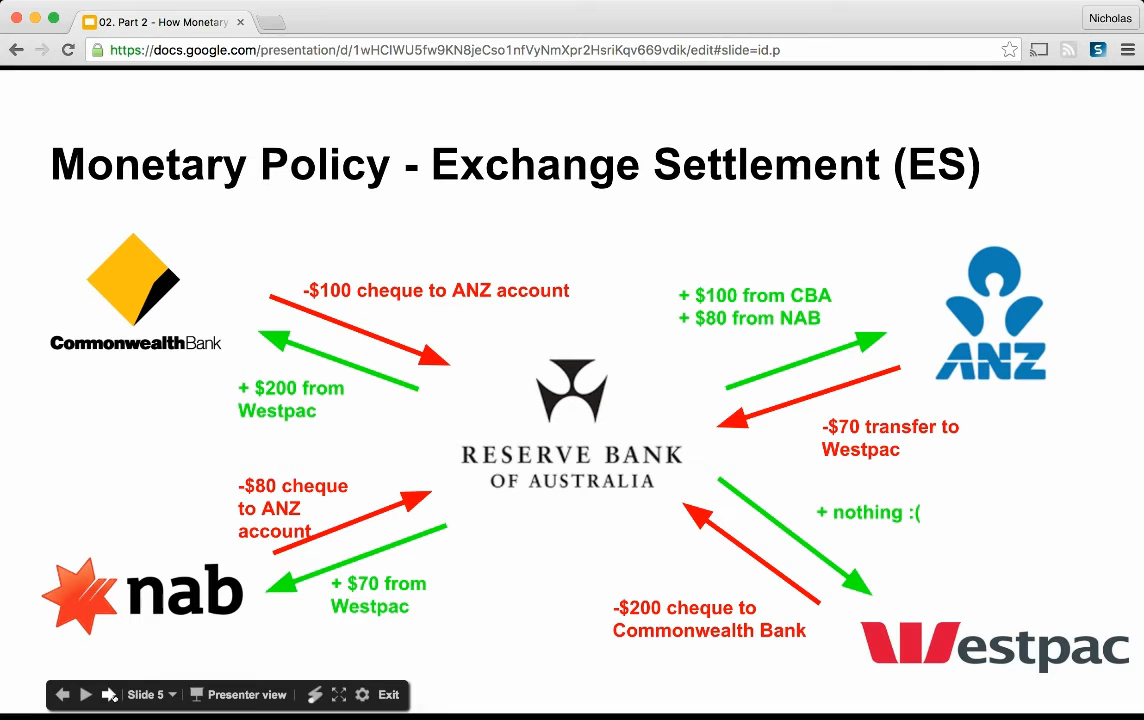 02. Part 2 - How Monetary
Nicholas
https://docs.google.com/presentation/d/1wHCIWU5fw9KN8jeCso1nfVyNmXpr2HsriKqv669vdik/edit#slide=id.p
Monetary Policy - Exchange Settlement (ES)
CommonwealthBank
-$100 cheque to ANZ account
+ $200 from
Westpac
+ $100 from CBA
+ $80 from NAB
ANZ
-$70 transfer to
Westpac
RESERVE BANK
OF AUSTRALIA
-$80 cheque
to ANZ
account
+ $70 from
Westpac
nab
+ nothing :(
-$200 cheque to
Commonwealth Bank
Westpac
Slide 5
Presenter view
Exit